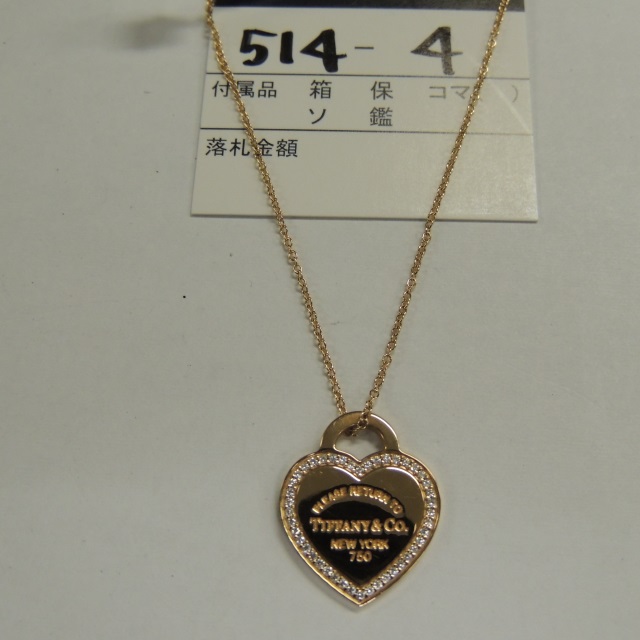 514-4
付属品 箱 保 コマ( )
ソ 鑑
落札金額
PLEASE RETURN TO
TIFFANY & CO.
NEW YORK
750